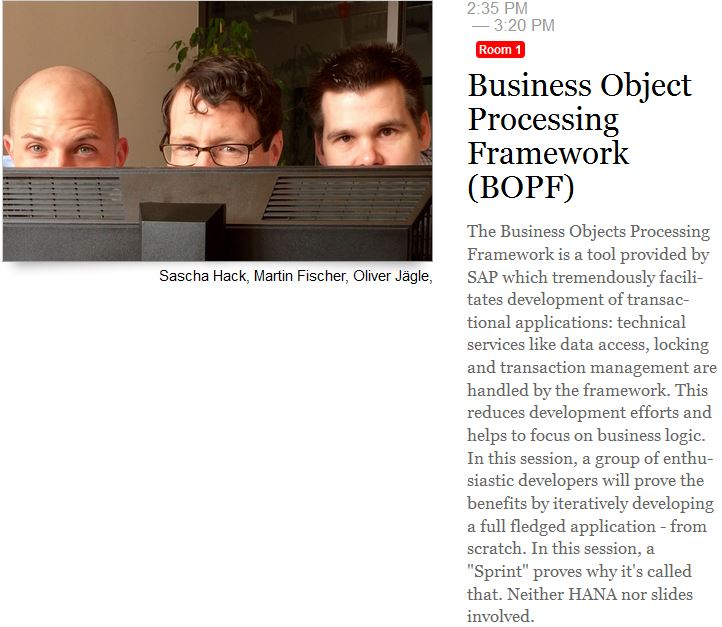 2:35 PM
— 3:20 PM
Room 1
Business Object
Processing
Framework
(BOPF)
Sascha Hack, Martin Fischer, Oliver Jägle,
The Business Objects Processing
Framework is a tool provided by
SAP which tremendously facili-
tates development of transac-
tional applications: technical
services like data access, locking
and transaction management are
handled by the framework. This
reduces development efforts and
helps to focus on business logic.
In this session, a group of enthu-
siastic developers will prove the
benefits by iteratively developing
a full fledged application - from
scratch. In this session, a
"Sprint" proves why it's called
that. Neither HANA nor slides
involved.